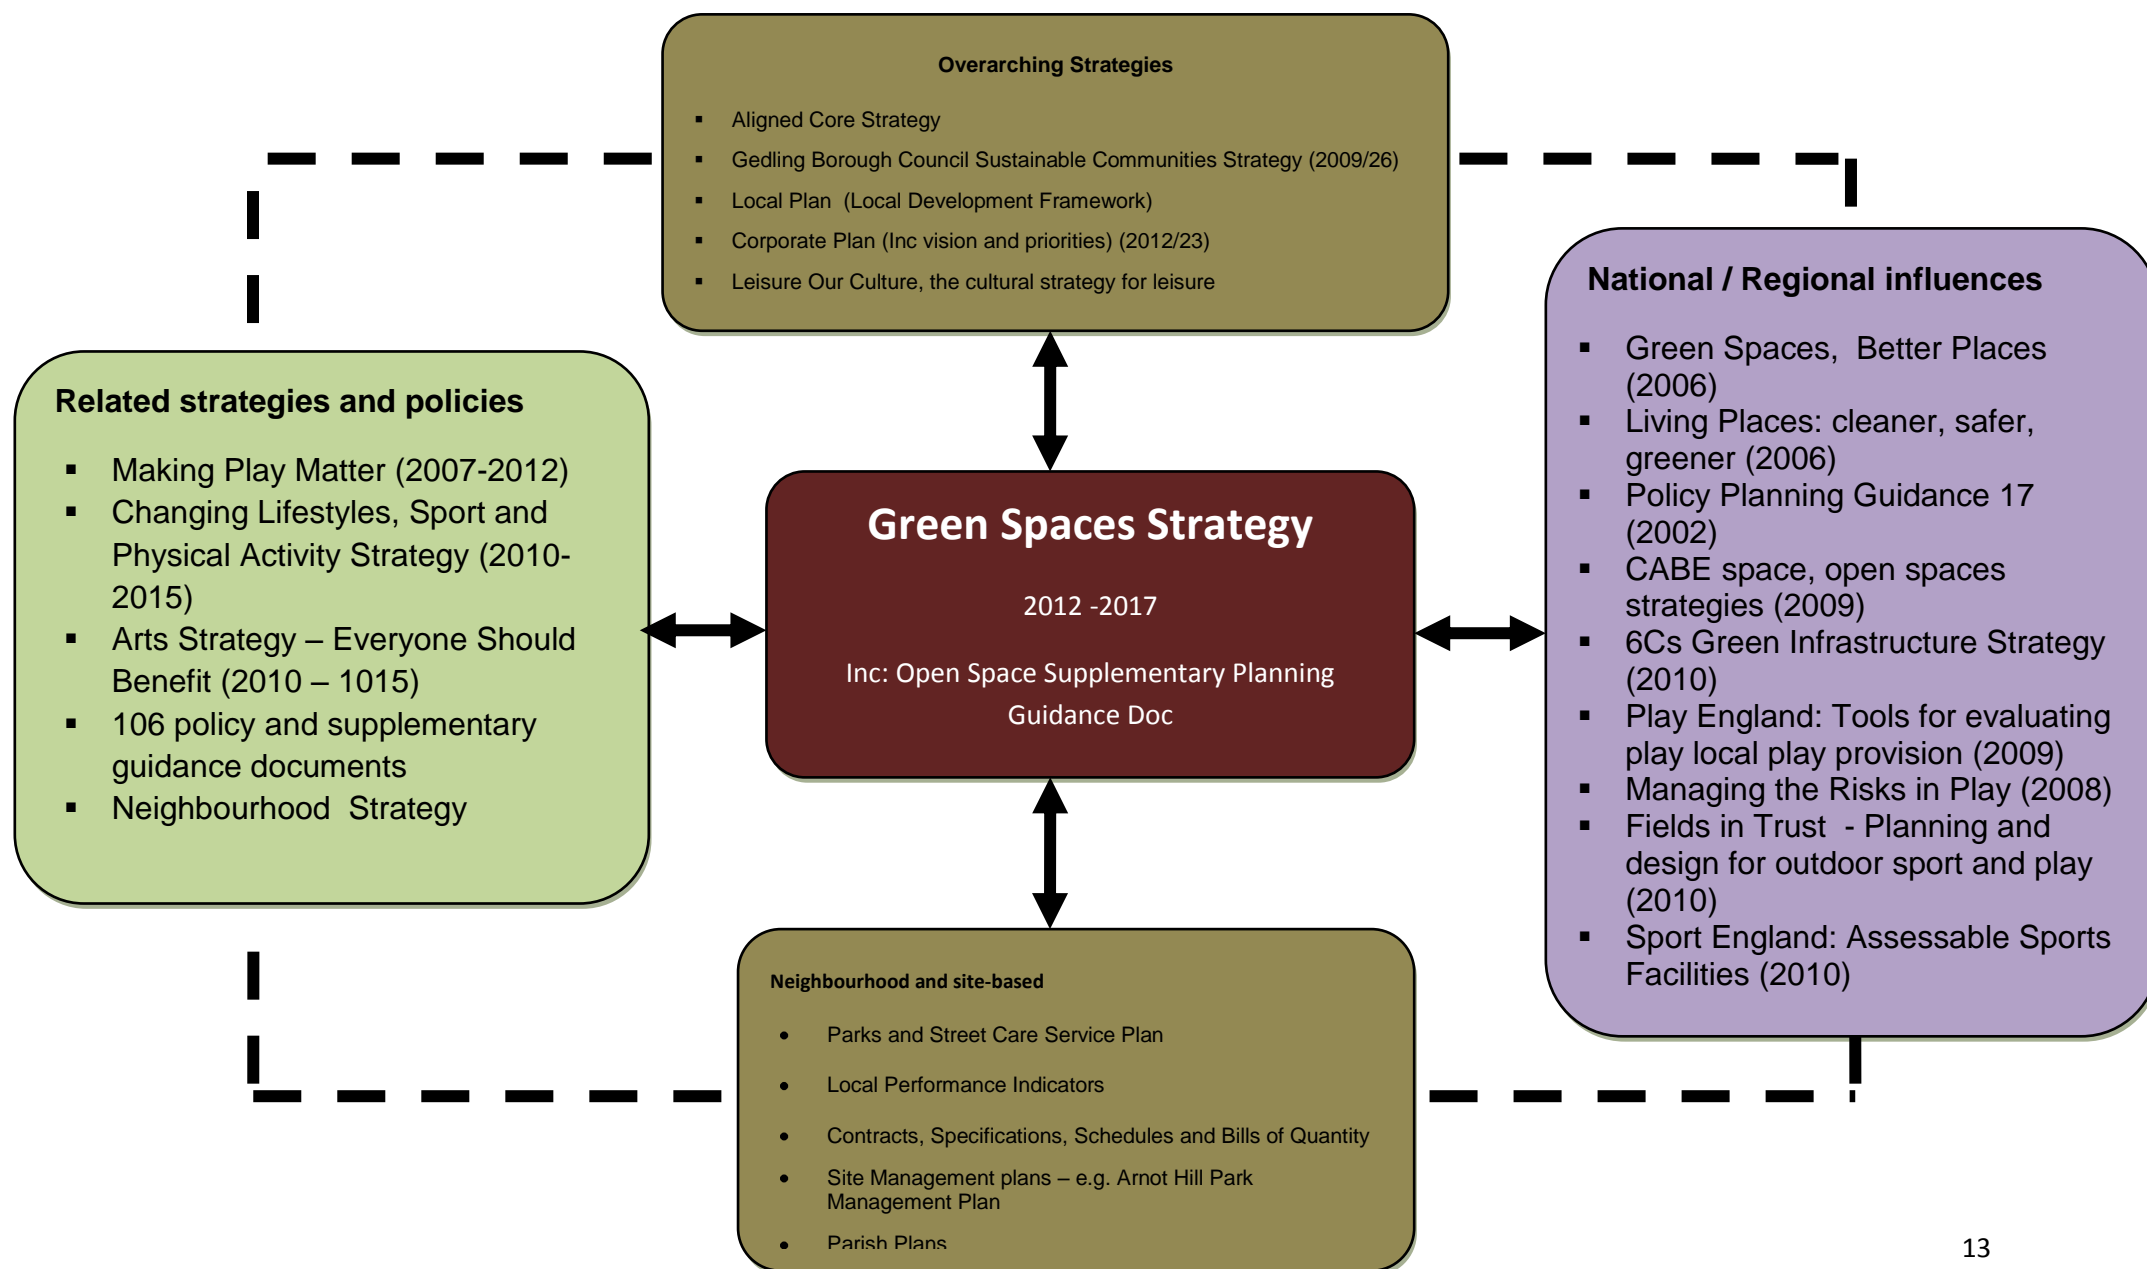 Overarching Strategies
▪ Aligned Core Strategy
▪ Gedling Borough Council Sustainable Communities Strategy (2009/26)
▪ Local Plan (Local Development Framework)
▪ Corporate Plan (Inc vision and priorities) (2012/23)
▪ Leisure Our Culture, the cultural strategy for leisure
Related strategies and policies
▪ Making Play Matter (2007-2012)
▪ Changing Lifestyles, Sport and
Physical Activity Strategy (2010-
2015)
▪ Arts Strategy – Everyone Should
Benefit (2010 – 1015)
▪ 106 policy and supplementary
guidance documents
▪ Neighbourhood Strategy
Green Spaces Strategy
2012 -2017
Inc: Open Space Supplementary Planning
Guidance Doc
National / Regional influences
▪ Green Spaces, Better Places
(2006)
▪ Living Places: cleaner, safer,
greener (2006)
▪ Policy Planning Guidance 17
(2002)
▪ CABE space, open spaces
strategies (2009)
▪ 6Cs Green Infrastructure Strategy
(2010)
▪ Play England: Tools for evaluating
play local play provision (2009)
▪ Managing the Risks in Play (2008)
▪ Fields in Trust - Planning and
design for outdoor sport and play
(2010)
▪ Sport England: Assessable Sports
Facilities (2010)
Neighbourhood and site-based
• Parks and Street Care Service Plan
• Local Performance Indicators
• Contracts, Specifications, Schedules and Bills of Quantity
• Site Management plans – e.g. Arnot Hill Park
Management Plan
• Parish Plans
13